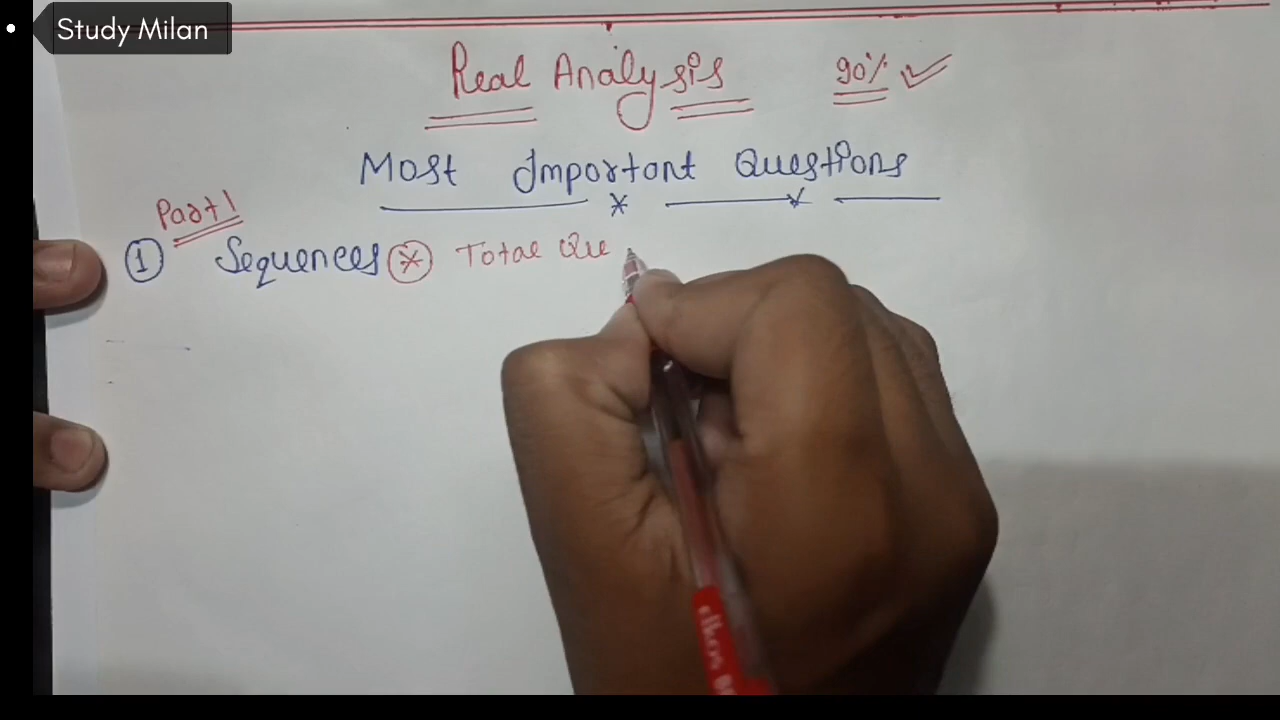 Study Milan
Real Analysis 90% ✓
Most Important Questions
Part 1
① Sequences * Total Que